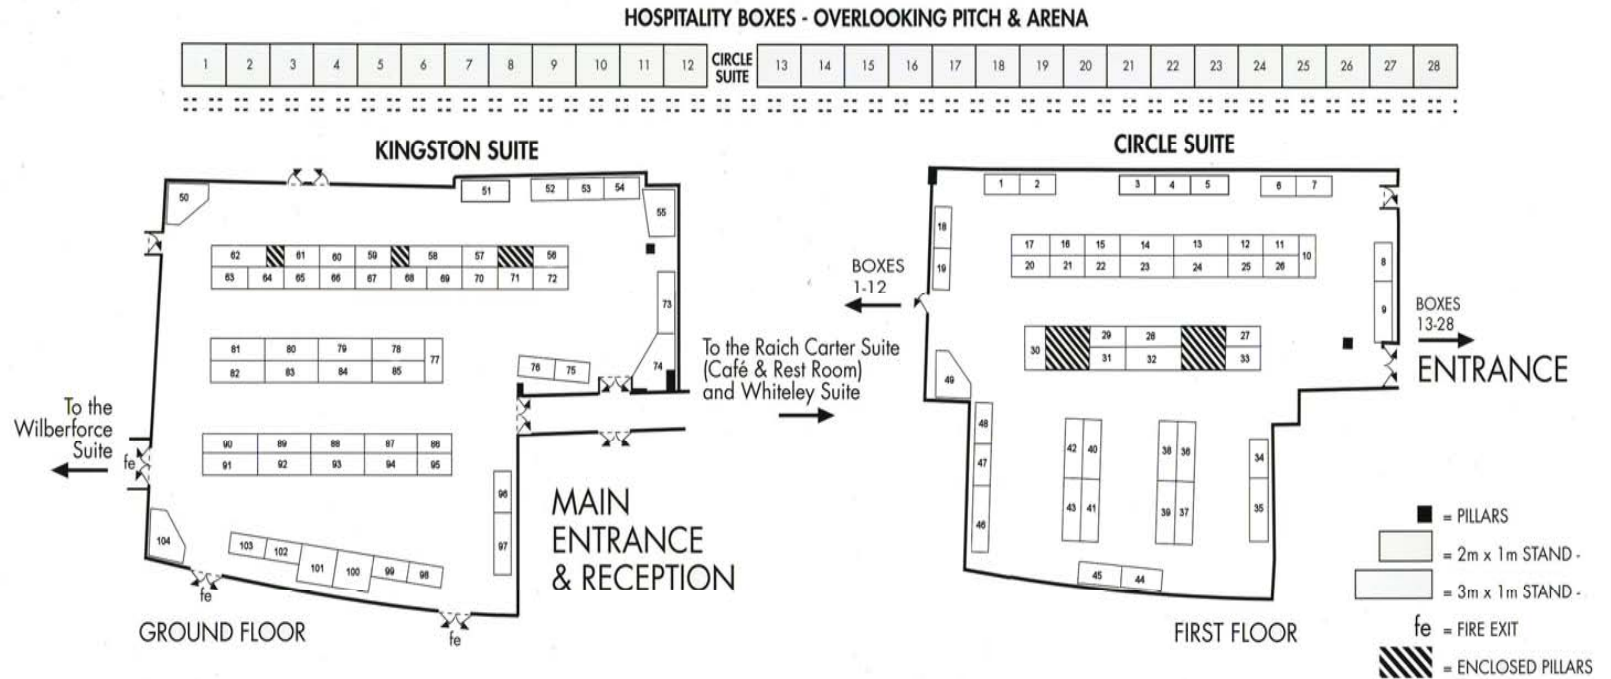 HOSPITALITY BOXES - OVERLOOKING PITCH & ARENA
1 2 3 4 5 6 7 8 9 10 11 12 CIRCLE SUITE 13 14 15 16 17 18 19 20 21 22 23 24 25 26 27 28
KINGSTON SUITE
50 51 52 53 54
55
62 61 60 59 58 57 56
63 64 65 66 67 68 69 70 71 72
73
81 80 79 78 77
82 83 84 85
76 75 74
90 89 88 87 86
91 92 93 94 95
96
97
104 103 102 101 100 99 98
To the
Wilberforce
Suite
fe
fe
fe
GROUND FLOOR
MAIN
ENTRANCE
& RECEPTION
To the Raich Carter Suite
(Café & Rest Room)
and Whiteley Suite
CIRCLE SUITE
1 2 3 4 5 6 7
18
19
17 16 15 14 13 12 11 10
20 21 22 23 24 25 26
8
9
BOXES
1-12
30 29 28 27
31 32 33
49
BOXES
13-28
ENTRANCE
48
47
46
42 40 38 36
43 41 39 37
34
35
45 44
FIRST FLOOR
= PILLARS
= 2m x 1m STAND -
= 3m x 1m STAND -
fe = FIRE EXIT
= ENCLOSED PILLARS